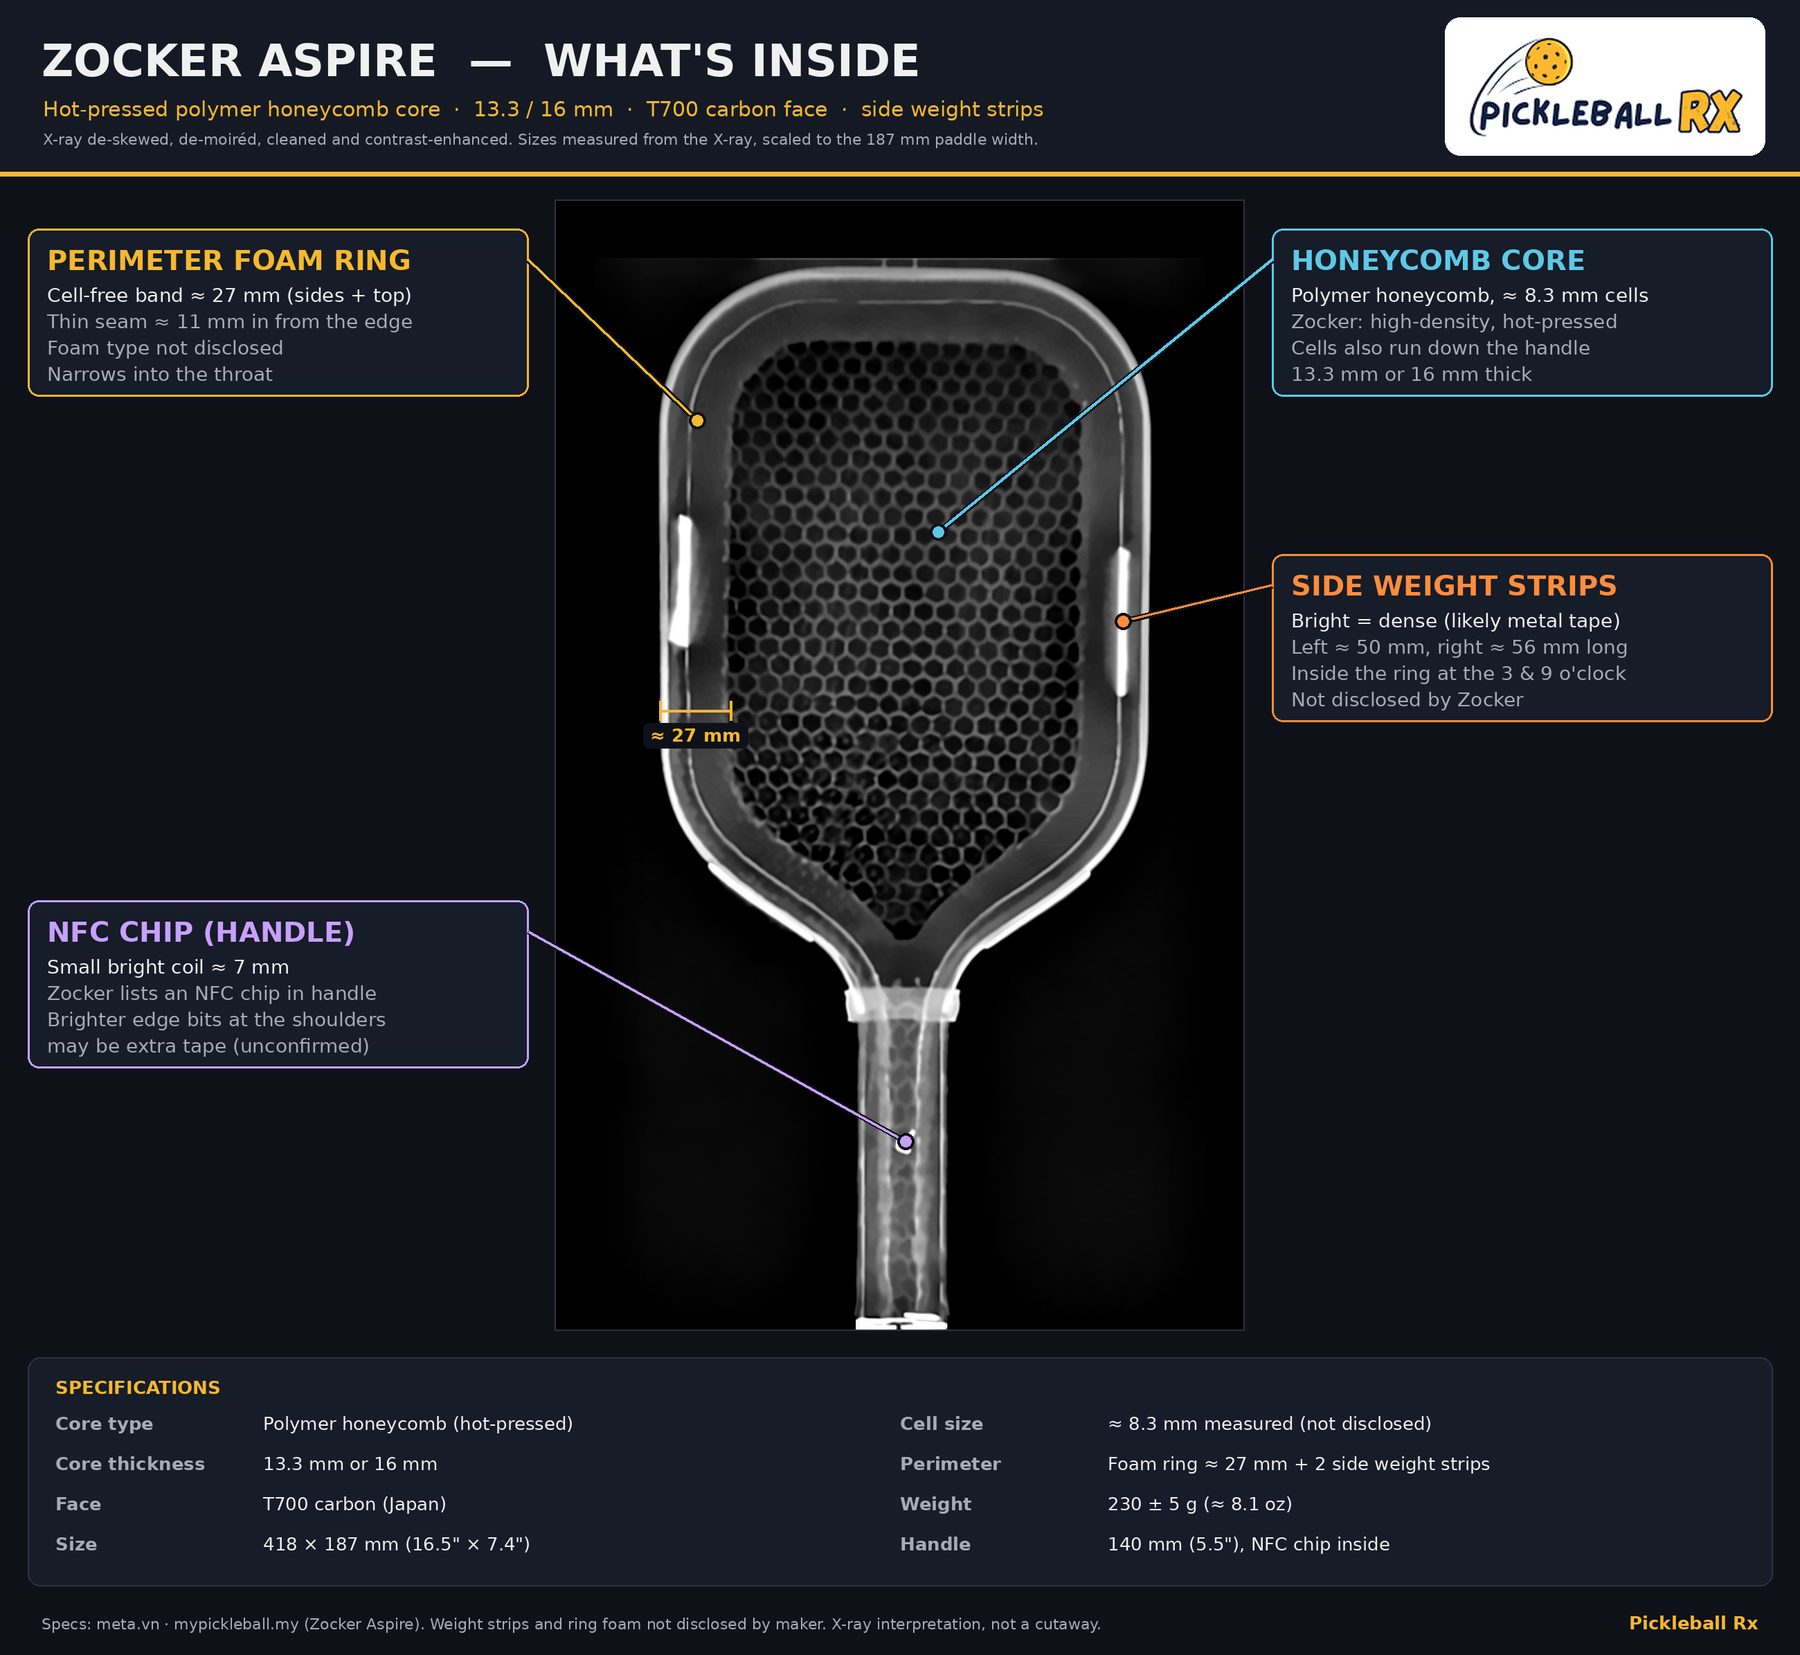 ZOCKER ASPIRE — WHAT'S INSIDE
Hot-pressed polymer honeycomb core · 13.3 / 16 mm · T700 carbon face · side weight strips
X-ray de-skewed, de-moiréd, cleaned and contrast-enhanced. Sizes measured from the X-ray, scaled to the 187 mm paddle width.
PICKLEBALL RX
PERIMETER FOAM RING
Cell-free band ≈ 27 mm (sides + top)
Thin seam ≈ 11 mm in from the edge
Foam type not disclosed
Narrows into the throat
HONEYCOMB CORE
Polymer honeycomb, ≈ 8.3 mm cells
Zocker: high-density, hot-pressed
Cells also run down the handle
13.3 mm or 16 mm thick
SIDE WEIGHT STRIPS
Bright = dense (likely metal tape)
Left ≈ 50 mm, right ≈ 56 mm long
Inside the ring at the 3 & 9 o'clock
Not disclosed by Zocker
≈ 27 mm
NFC CHIP (HANDLE)
Small bright coil ≈ 7 mm
Zocker lists an NFC chip in handle
Brighter edge bits at the shoulders
may be extra tape (unconfirmed)
SPECIFICATIONS
Core type Polymer honeycomb (hot-pressed)
Cell size ≈ 8.3 mm measured (not disclosed)
Core thickness 13.3 mm or 16 mm
Perimeter Foam ring ≈ 27 mm + 2 side weight strips
Face T700 carbon (Japan)
Weight 230 ± 5 g (≈ 8.1 oz)
Size 418 × 187 mm (16.5" × 7.4")
Handle 140 mm (5.5"), NFC chip inside
Specs: meta.vn · mypickleball.my (Zocker Aspire). Weight strips and ring foam not disclosed by maker. X-ray interpretation, not a cutaway.
Pickleball Rx